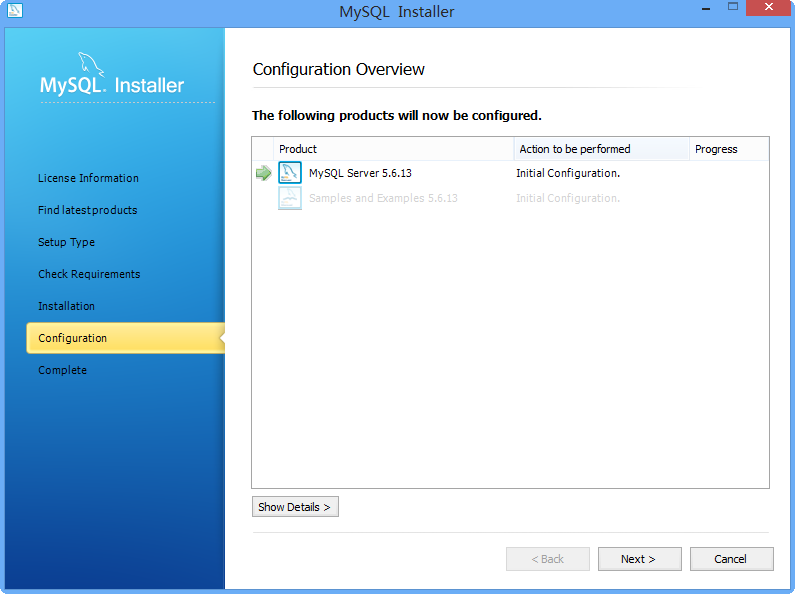 MySQL Installer
MySQL Installer
License Information
Find latest products
Setup Type
Check Requirements
Installation
Configuration
Complete
Configuration Overview
The following products will now be configured.
Product Action to be performed Progress
MySQL Server 5.6.13 Initial Configuration.
Samples and Examples 5.6.13 Initial Configuration.
Show Details >
< Back Next > Cancel